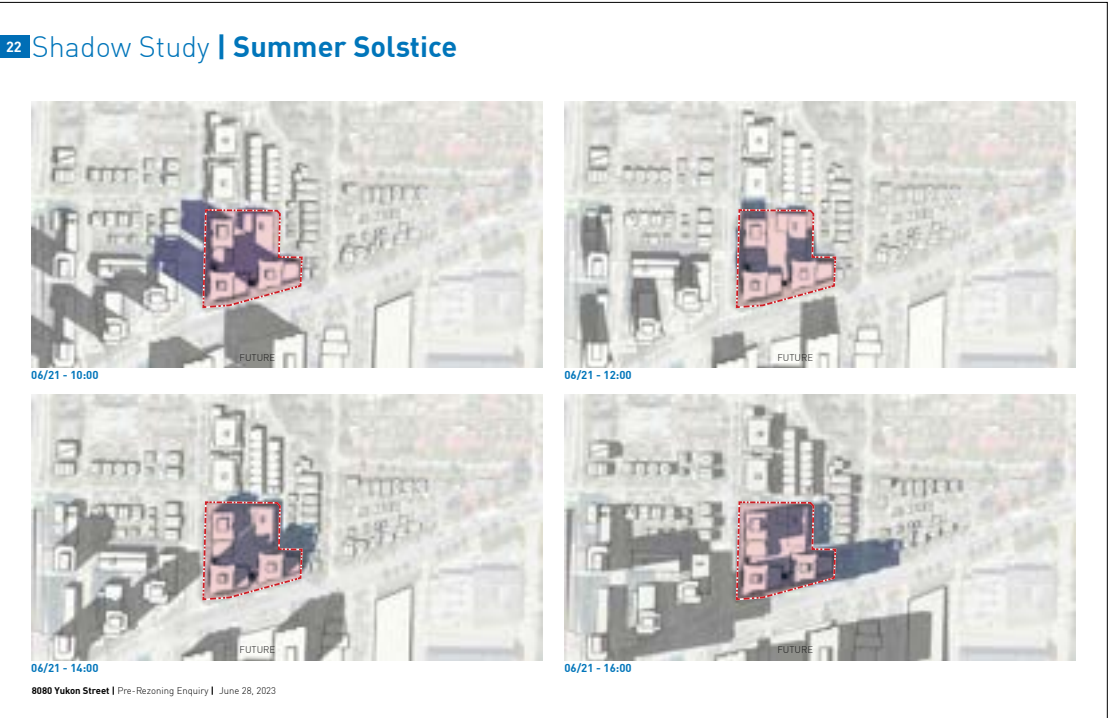 22 Shadow Study | Summer Solstice
FUTURE
FUTURE
06/21 - 10:00
06/21 - 12:00
FUTURE
FUTURE
06/21 - 14:00
06/21 - 16:00
8080 Yukon Street | Pre-Rezoning Enquiry | June 28, 2023